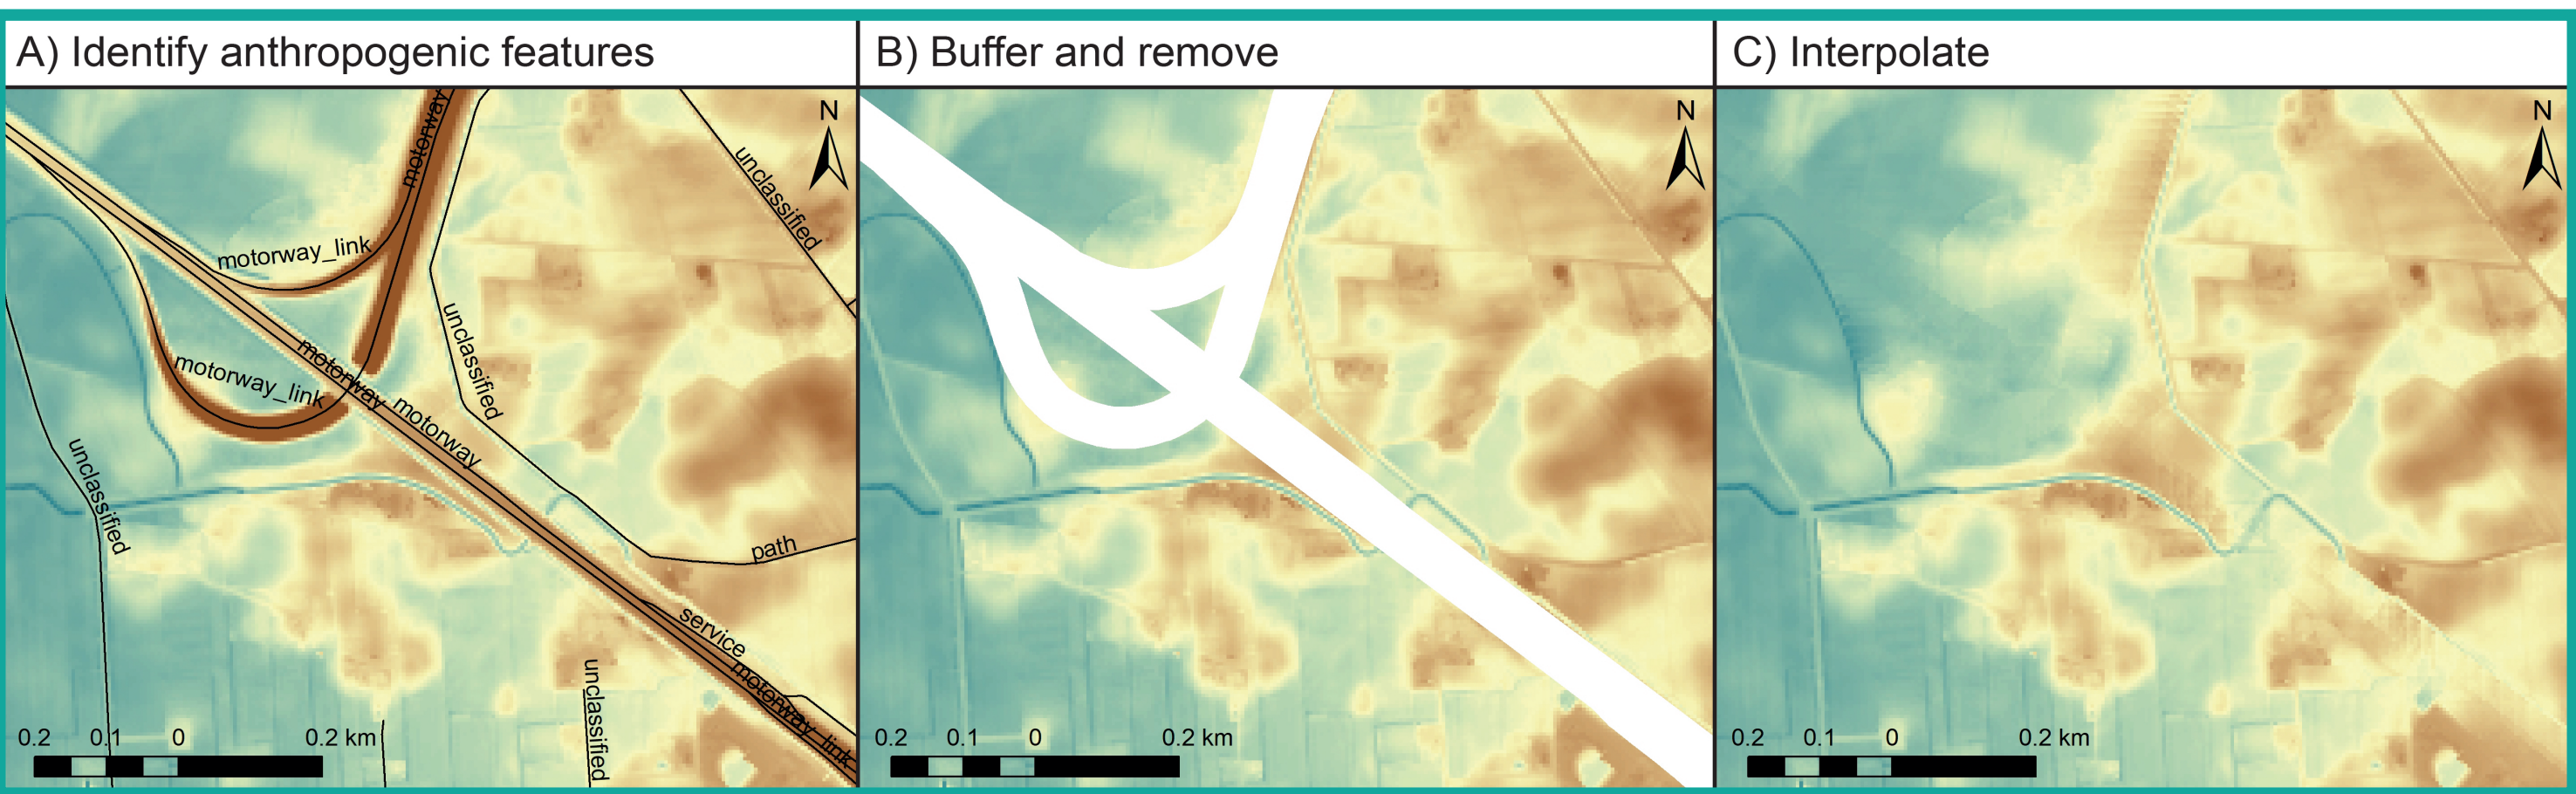 A) Identify anthropogenic features
B) Buffer and remove
C) Interpolate
motorway
N
unclassified
motorway_link
unclassified
motorway
motorway_link
motorway
unclassified
path
service
motorway_link
unclassified
0.2 0.1 0 0.2 km
N
0.2 0.1 0 0.2 km
N
0.2 0.1 0 0.2 km